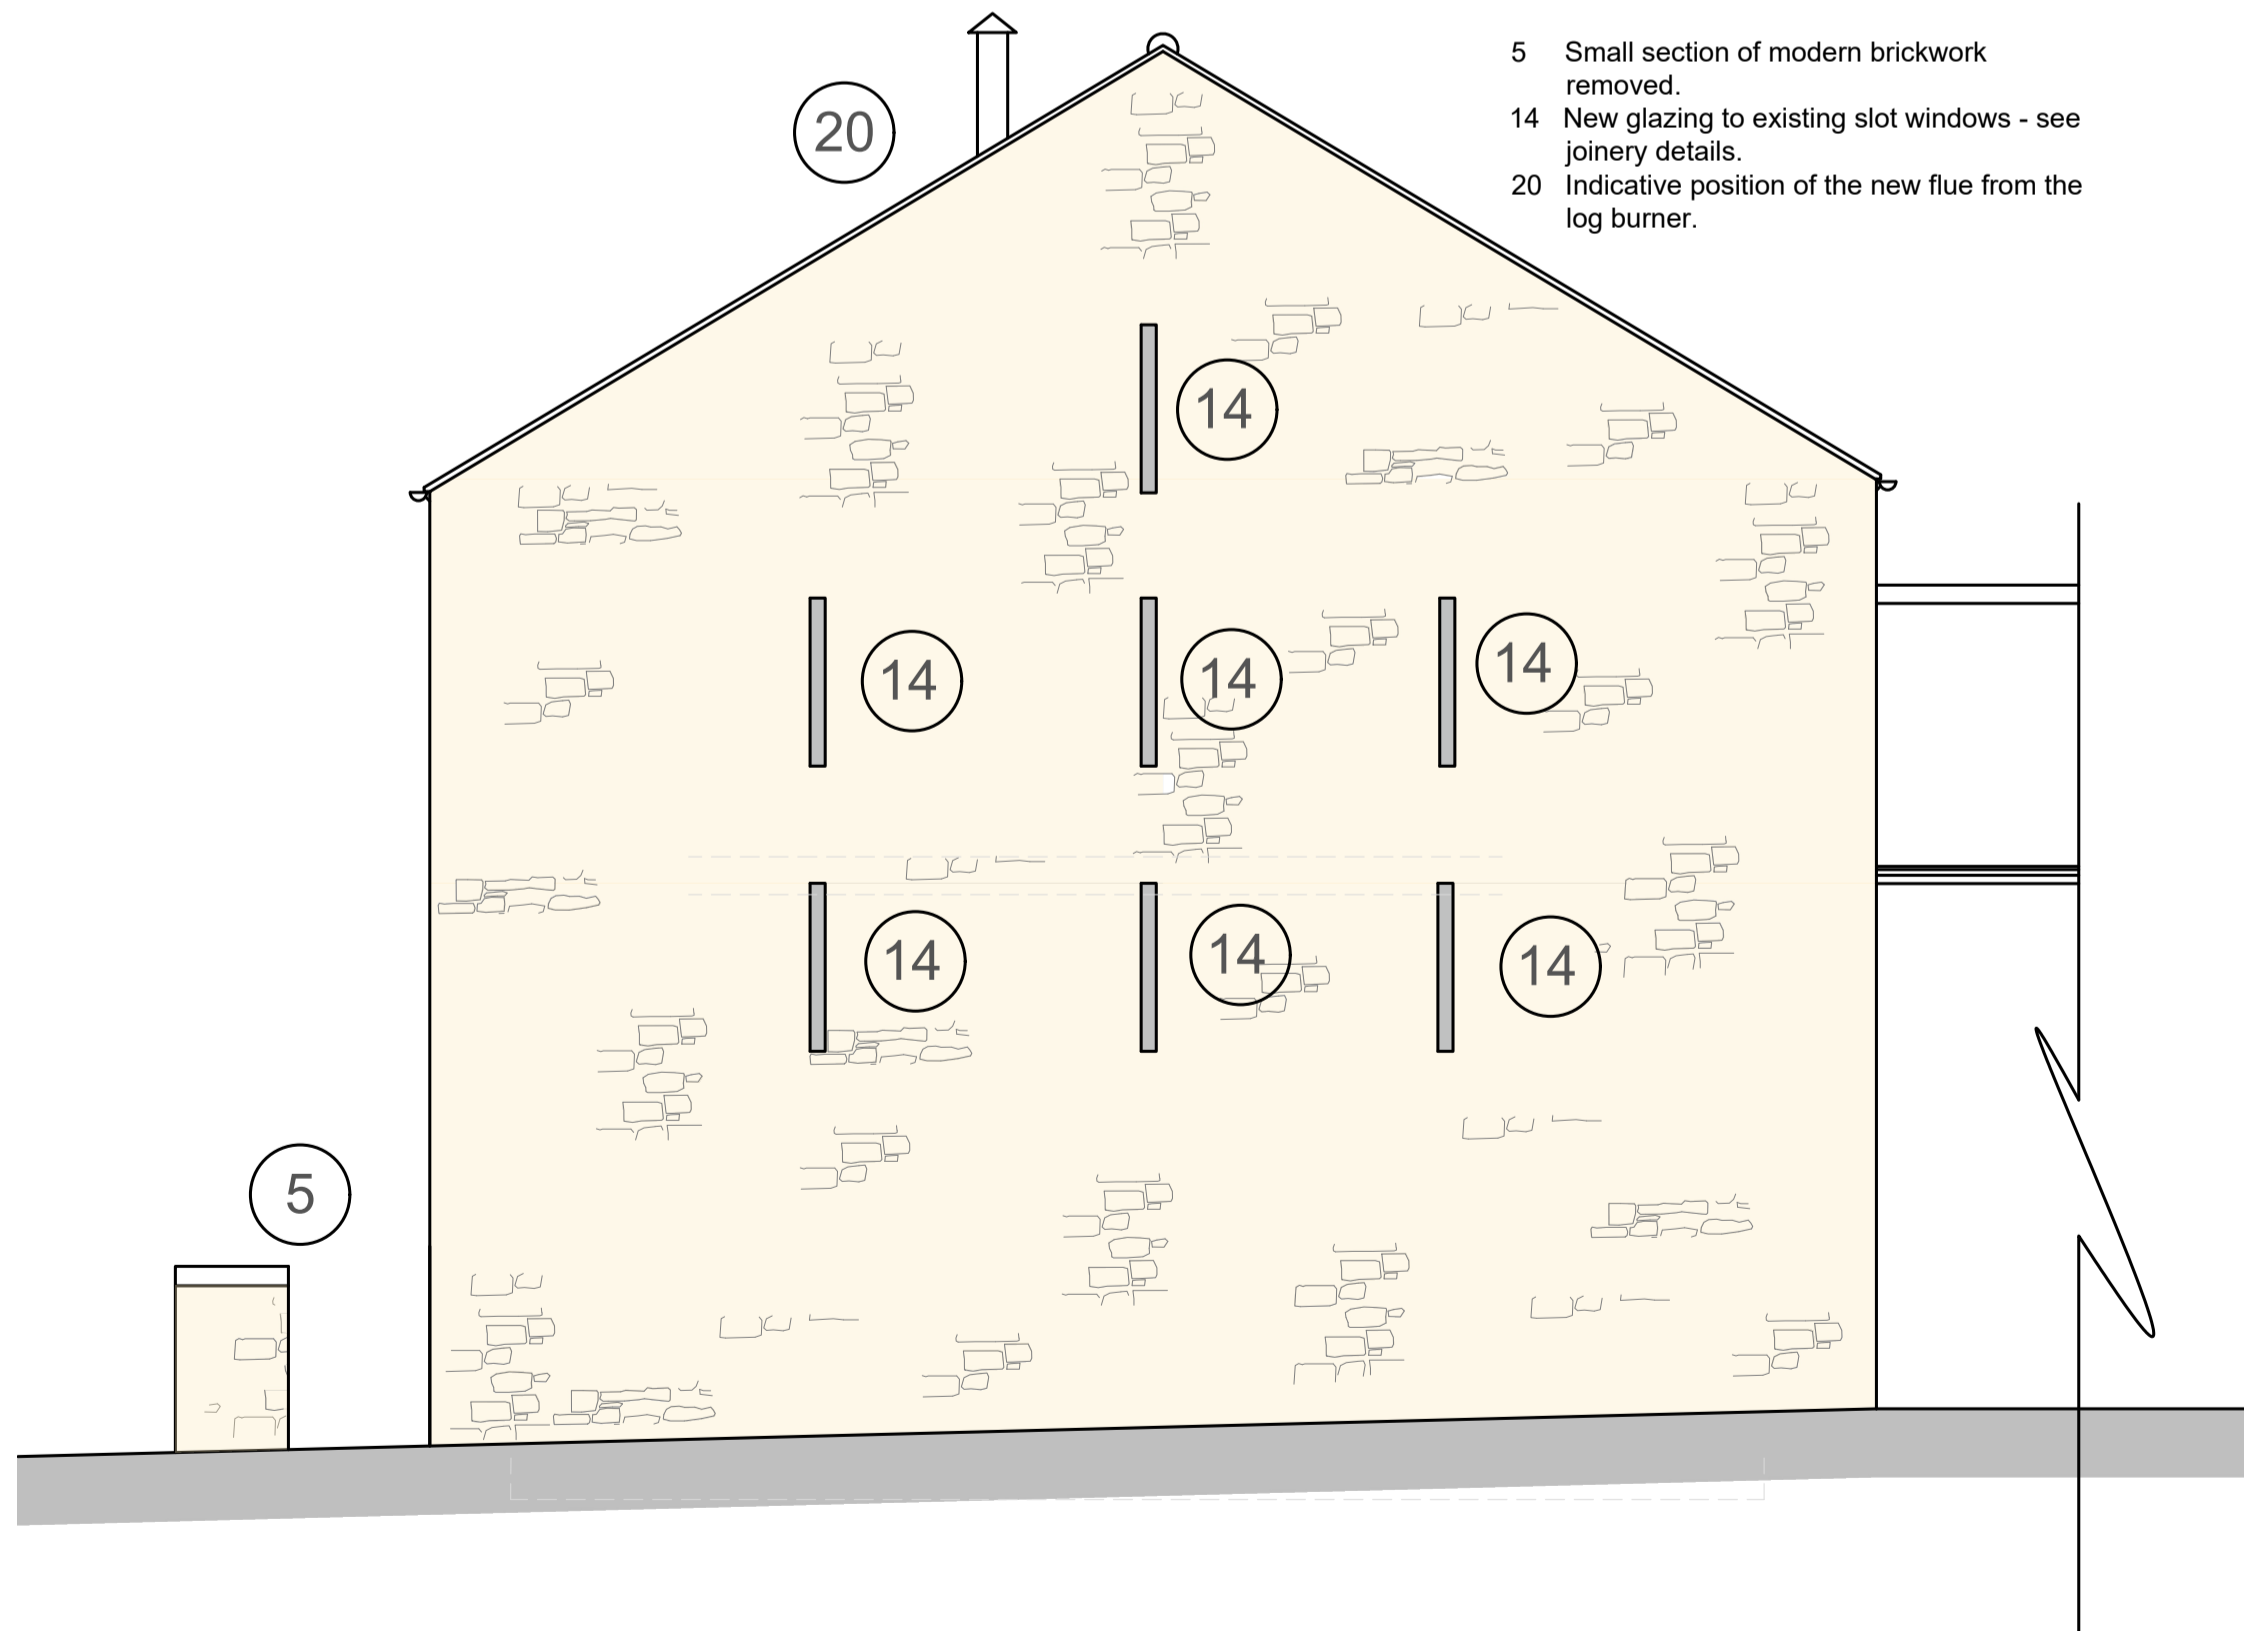 5 Small section of modern brickwork
removed.
14 New glazing to existing slot windows - see
joinery details.
20 Indicative position of the new flue from the
log burner.
20
14
14
14
14
14
14
14
5